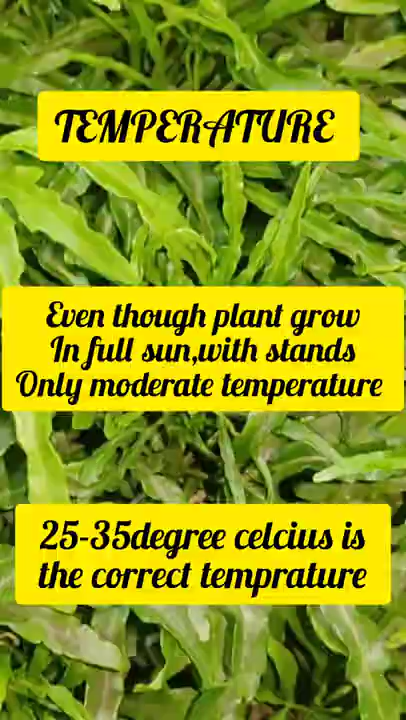 TEMPERATURE
Even though plant grow
In full sun,with stands
Only moderate temperature
25-35degree celcius is
the correct temprature